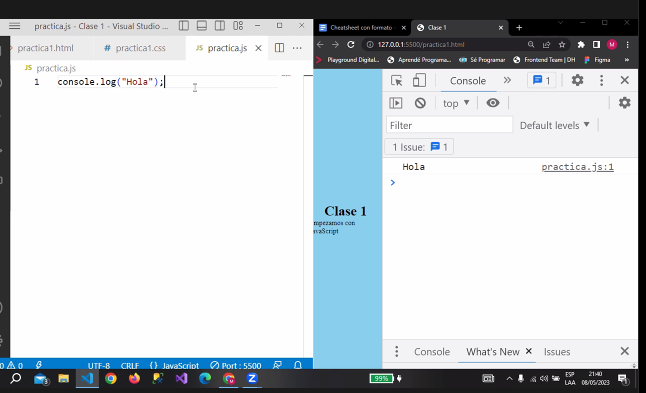 practica.js - Clase 1 - Visual Studio ...
practica1.html
practica1.css
JS practica.js
JS practica.js
1 console.log("Hola");
0 0
UTF-8 CRLF {} JavaScript Port : 5500
Cheatsheet con formato
Clase 1
127.0.0.1:5500/practica1.html
M
Playground Digital...
Aprendé Programa...
Sé Programar
Frontend Team | DH
Figma
Clase 1
mpezamos con
avaScript
Console
1
top
Filter
Default levels
1 Issue: 1
Hola practica.js:1
Console What's New Issues
99%
ESP
LAA
21:40
08/05/2023